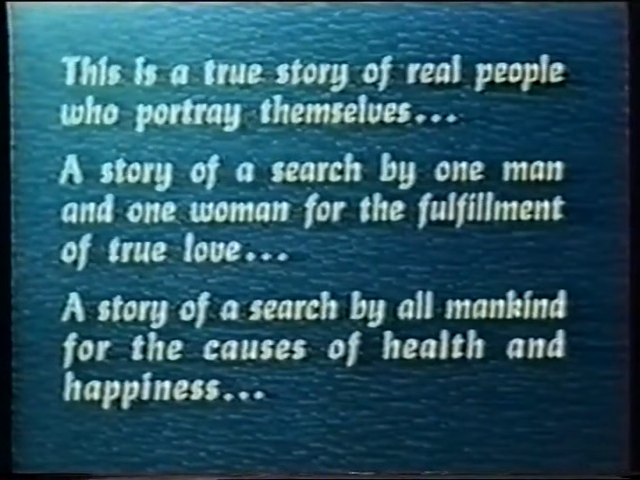 This is a true story of real people
who portray themselves...
A story of a search by one man
and one woman for the fulfillment
of true love...
A story of a search by all mankind
for the causes of health and
happiness...